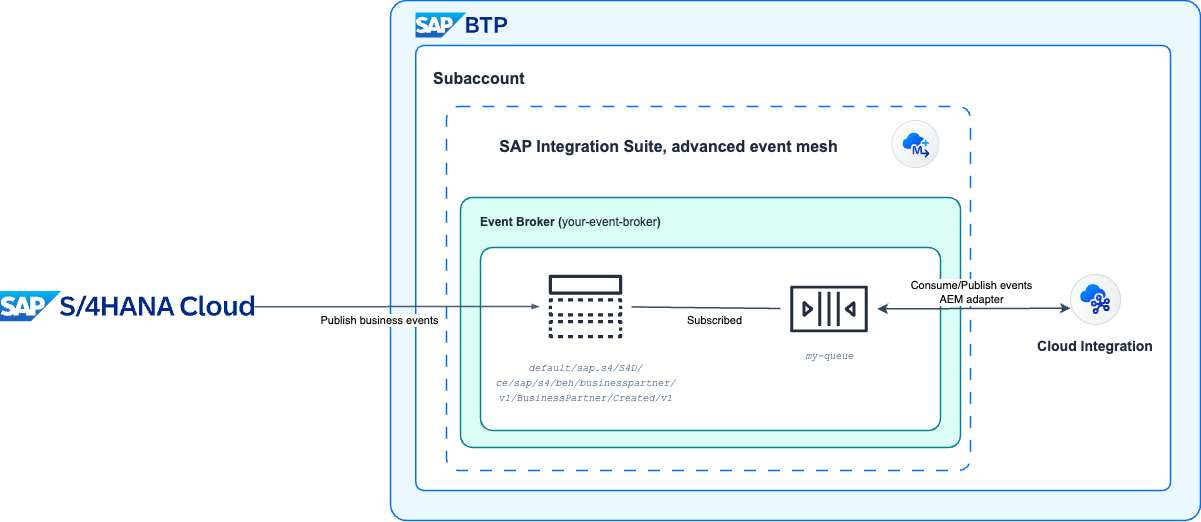 SAP BTP
Subaccount
SAP Integration Suite, advanced event mesh
M
Event Broker (your-event-broker)
SAP S/4HANA Cloud
Publish business events
Subscribed
Consume/Publish events
AEM adapter
default/sap.s4/S4D/
ce/sap/s4/beh/businesspartner/
v1/BusinessPartner/Created/v1
my-queue
Cloud Integration